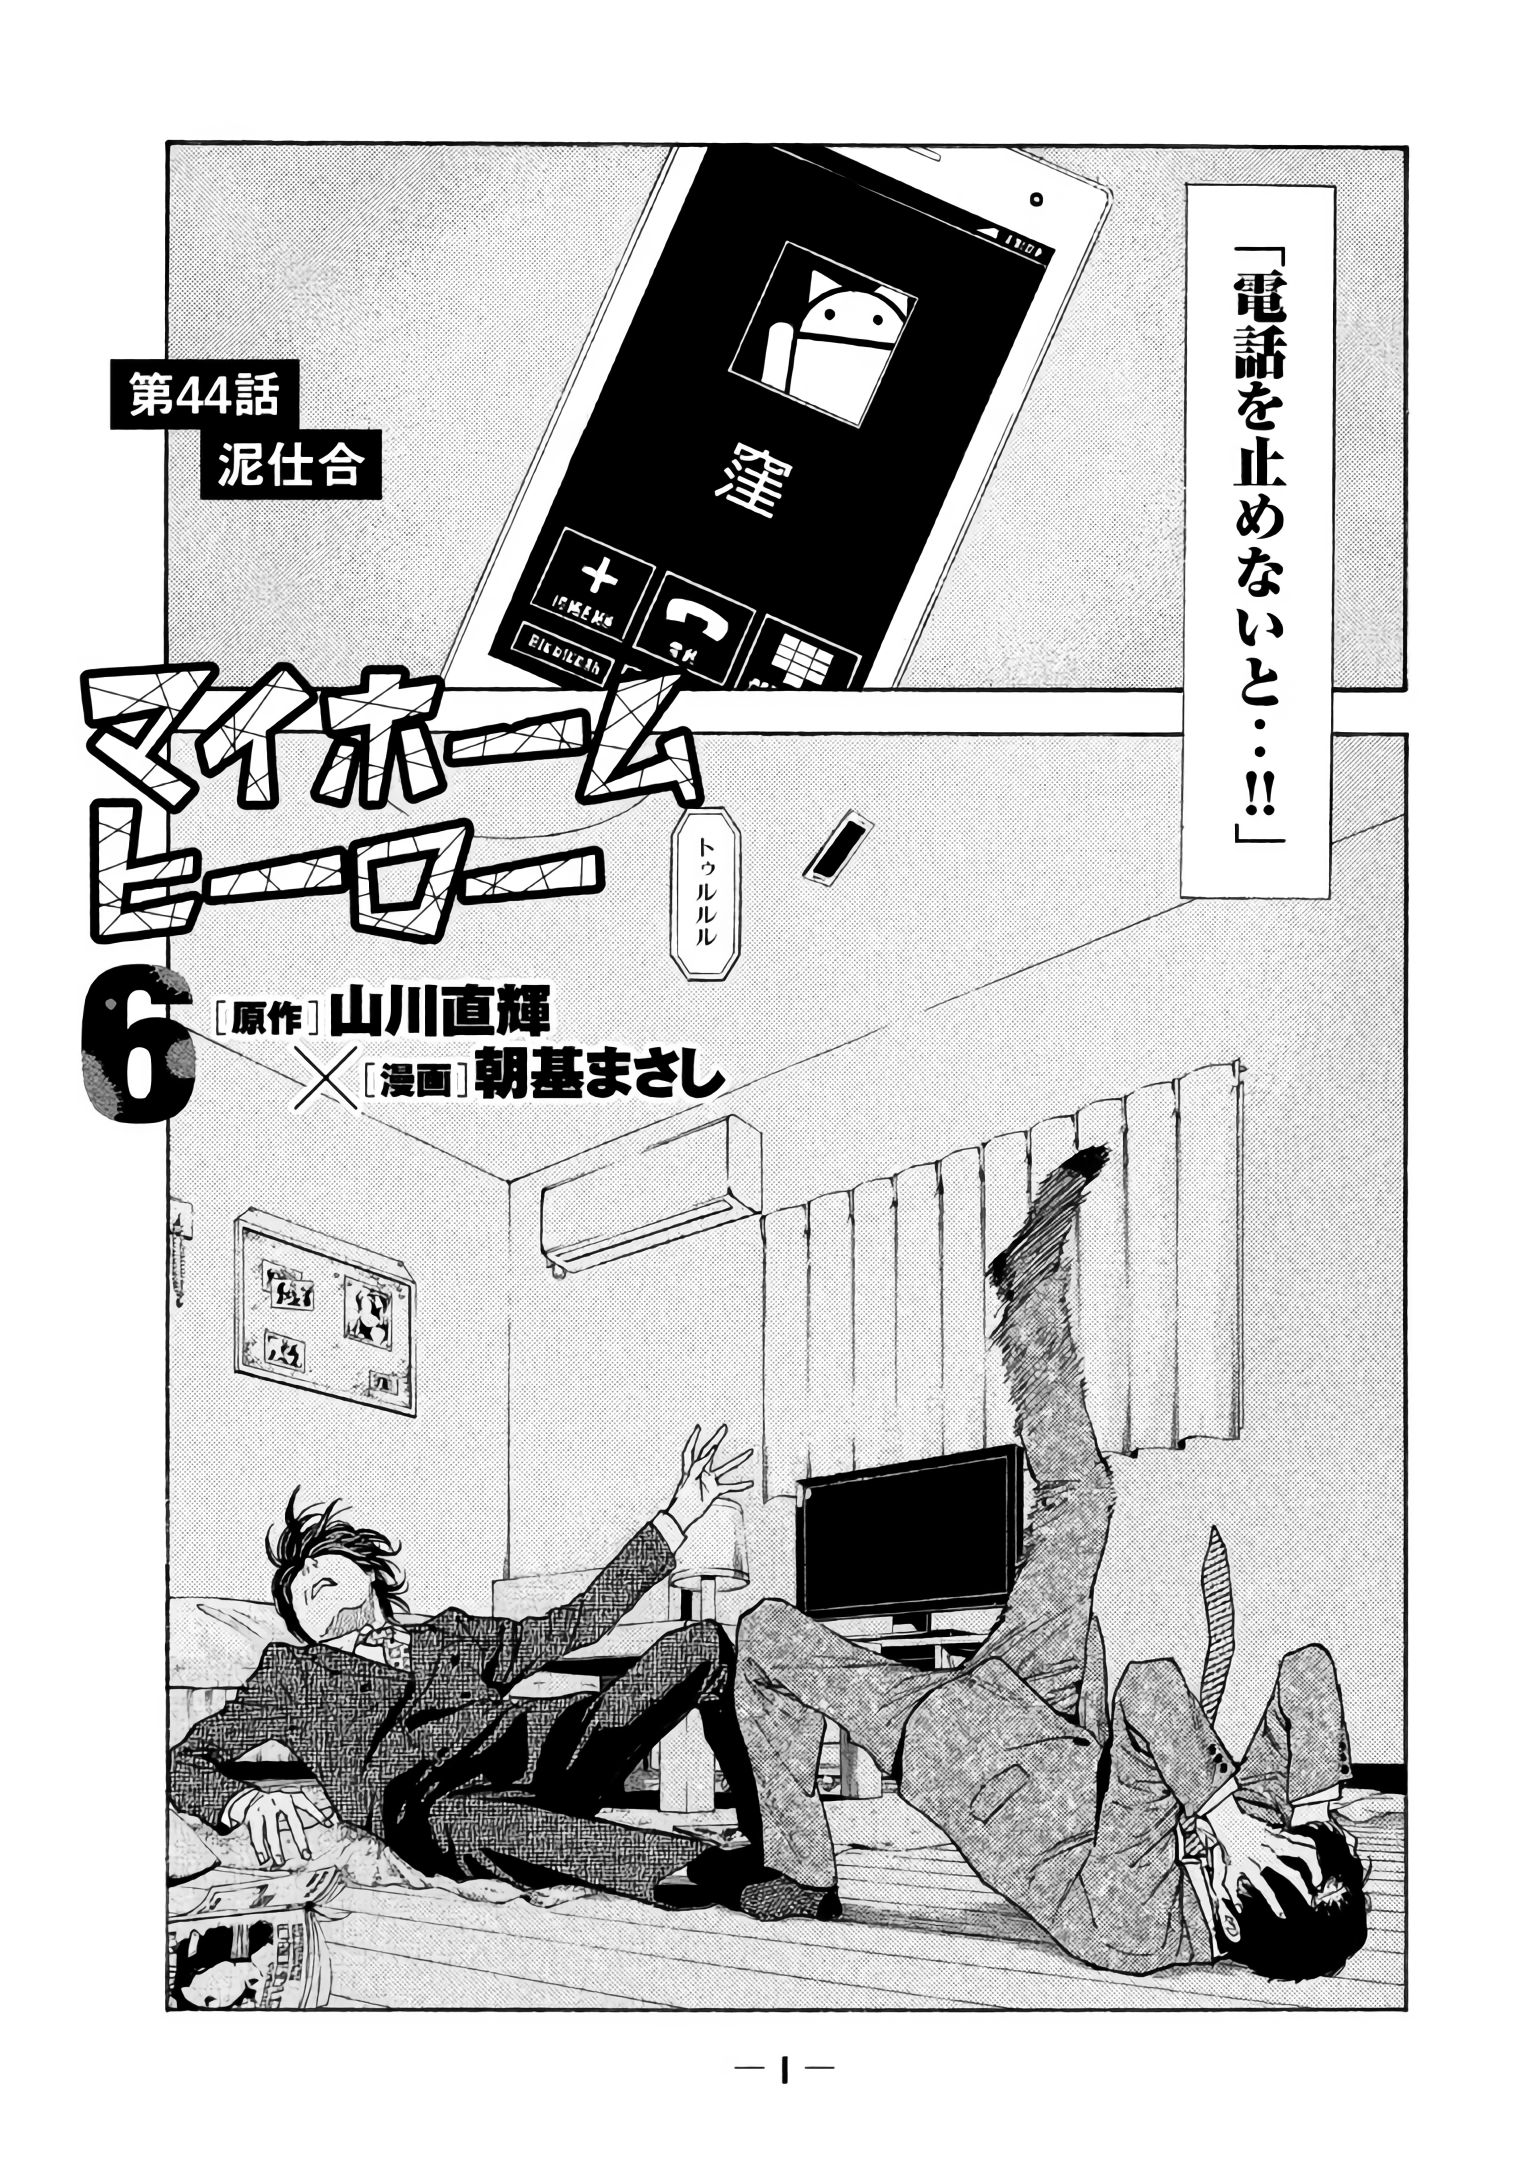 「電話を止めないと・・!!」
窪
第44話
泥仕合
マイホーム
ヒーロー
6
[原作]山川直輝
×[漫画]朝基まさし
トゥルルル
— 1 —